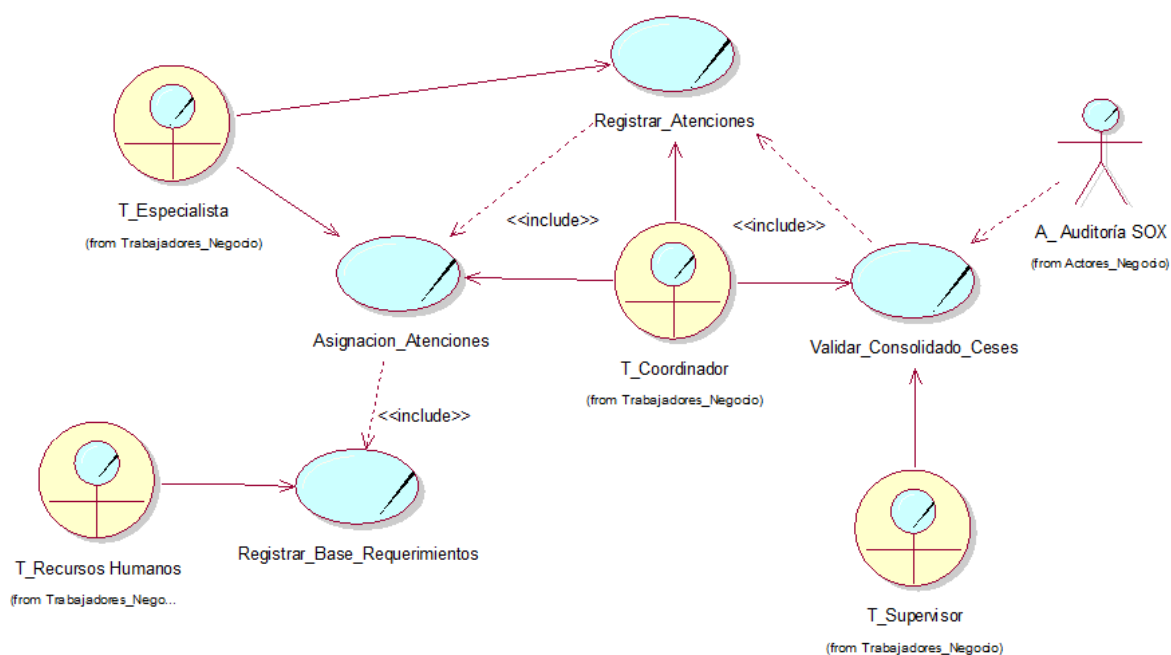 Registrar_Atenciones
T_Especialista
(from Trabajadores_Negocio)
<<include>>
<<include>>
A_ Auditoría SOX
(from Actores_Negocio)
Asignacion_Atenciones
Validar_Consolidado_Ceses
T_Coordinador
(from Trabajadores_Negocio)
<<include>>
Registrar_Base_Requerimientos
T_Recursos Humanos
(from Trabajadores_Nego...
T_Supervisor
(from Trabajadores_Negocio)